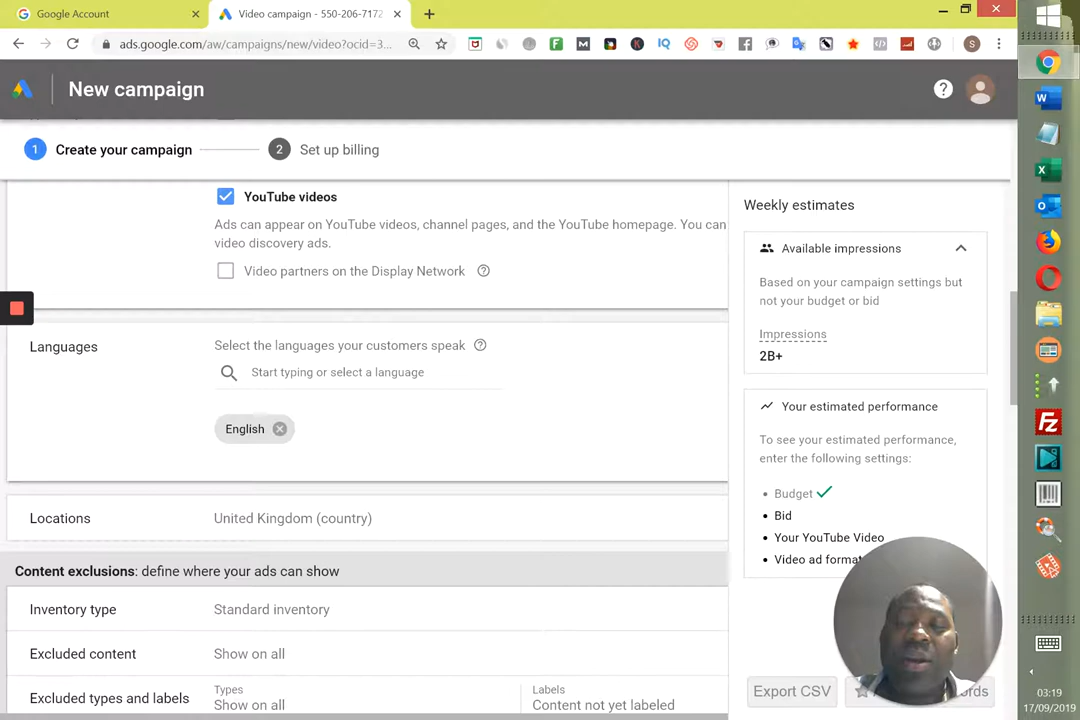 Google Account
Video campaign - 550-206-7172
ads.google.com/aw/campaigns/new/video?ocid=3...
New campaign
1 Create your campaign
2 Set up billing
YouTube videos
Ads can appear on YouTube videos, channel pages, and the YouTube homepage. You can
video discovery ads.
Video partners on the Display Network
Languages
Select the languages your customers speak
Start typing or select a language
English
Locations
United Kingdom (country)
Content exclusions: define where your ads can show
Inventory type
Standard inventory
Excluded content
Show on all
Excluded types and labels
Types
Show on all
Labels
Content not yet labeled
Weekly estimates
Available impressions
Based on your campaign settings but
not your budget or bid
Impressions
2B+
Your estimated performance
To see your estimated performance,
enter the following settings:
Budget
Bid
Your YouTube Video
Video ad forma
Export CSV
03:19
17/09/2019